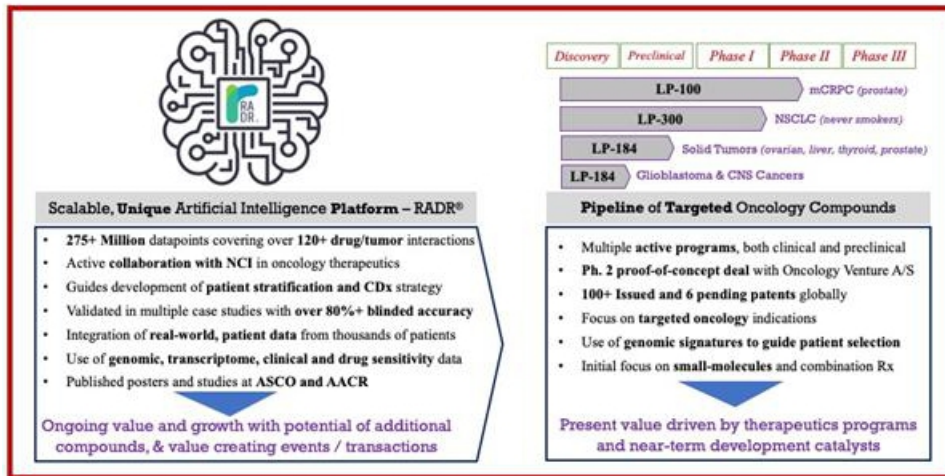 RA
DR.
Scalable, Unique Artificial Intelligence Platform – RADR®
• 275+ Million datapoints covering over 120+ drug/tumor interactions
• Active collaboration with NCI in oncology therapeutics
• Guides development of patient stratification and CDx strategy
• Validated in multiple case studies with over 80%+ blinded accuracy
• Integration of real-world, patient data from thousands of patients
• Use of genomic, transcriptome, clinical and drug sensitivity data
• Published posters and studies at ASCO and AACR
Ongoing value and growth with potential of additional
compounds, & value creating events / transactions
Discovery Preclinical Phase I Phase II Phase III
LP-100 mCRPC (prostate)
LP-300 NSCLC (never smokers)
LP-184 Solid Tumors (ovarian, liver, thyroid, prostate)
LP-184 Glioblastoma & CNS Cancers
Pipeline of Targeted Oncology Compounds
• Multiple active programs, both clinical and preclinical
• Ph. 2 proof-of-concept deal with Oncology Venture A/S
• 100+ Issued and 6 pending patents globally
• Focus on targeted oncology indications
• Use of genomic signatures to guide patient selection
• Initial focus on small-molecules and combination Rx
Present value driven by therapeutics programs
and near-term development catalysts